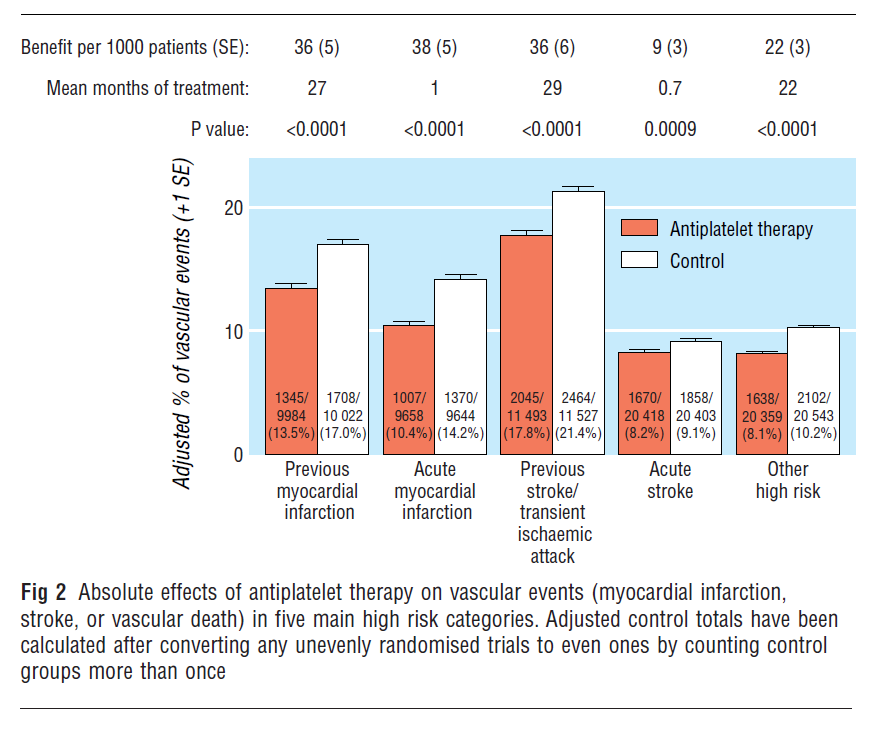 Benefit per 1000 patients (SE): 36 (5) 38 (5) 36 (6) 9 (3) 22 (3)
Mean months of treatment: 27 1 29 0.7 22
P value: <0.0001 <0.0001 <0.0001 0.0009 <0.0001
Adjusted % of vascular events (+1 SE)
20
10
0
Antiplatelet therapy
Control
1345/ 1708/ 1007/ 1370/ 2045/ 2464/ 1670/ 1858/ 1638/ 2102/
9984 10 022 9658 9644 11 493 11 527 20 418 20 403 20 359 20 543
(13.5%) (17.0%) (10.4%) (14.2%) (17.8%) (21.4%) (8.2%) (9.1%) (8.1%) (10.2%)
Previous
myocardial
infarction
Acute
myocardial
infarction
Previous
stroke/
transient
ischaemic
attack
Acute
stroke
Other
high risk
Fig 2 Absolute effects of antiplatelet therapy on vascular events (myocardial infarction,
stroke, or vascular death) in five main high risk categories. Adjusted control totals have been
calculated after converting any unevenly randomised trials to even ones by counting control
groups more than once